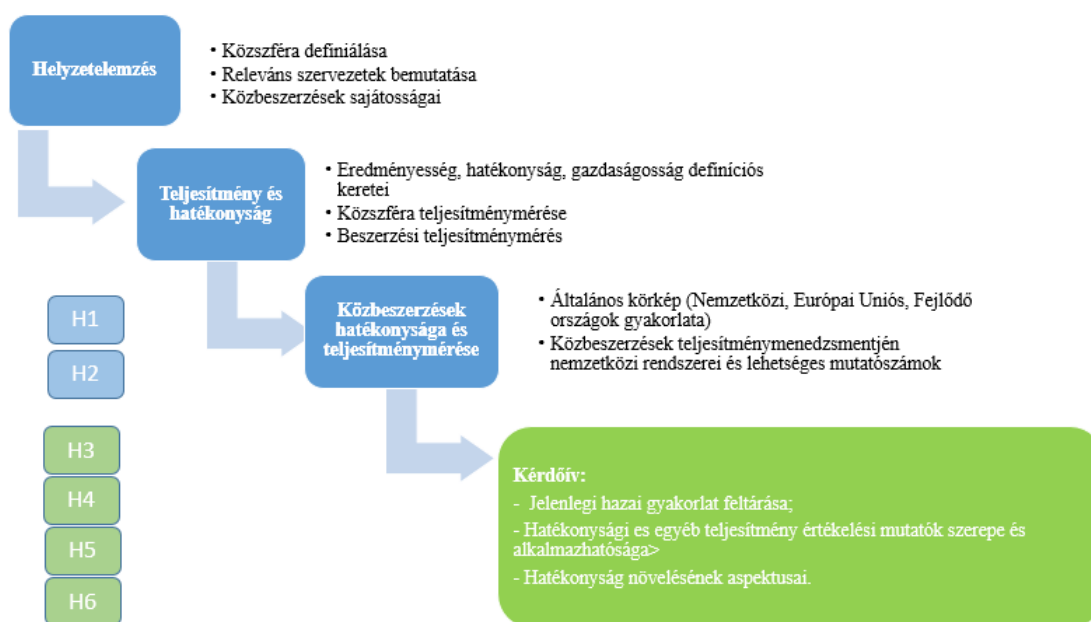 Helyzetelemzés
• Közszféra definiálása
• Releváns szervezetek bemutatása
• Közbeszerzések sajátosságai
Teljesítmény és
hatékonyság
• Eredményesség, hatékonyság, gazdaságosság definíciós
keretei
• Közszféra teljesítménymérése
• Beszerzési teljesítménymérés
Közbeszerzések
hatékonysága és
teljesítménymérése
• Általános körkép (Nemzetközi, Európai Uniós, Fejlődő
országok gyakorlata)
• Közbeszerzések teljesítménymenedzsmentjén
nemzetközi rendszerei és lehetséges mutatószámok
H1
H2
H3
H4
H5
H6
Kérdőív:
- Jelenlegi hazai gyakorlat feltárása;
- Hatékonysági es egyéb teljesítmény értékelési mutatók szerepe és
alkalmazhatósága>
- Hatékonyság növelésének aspektusai.